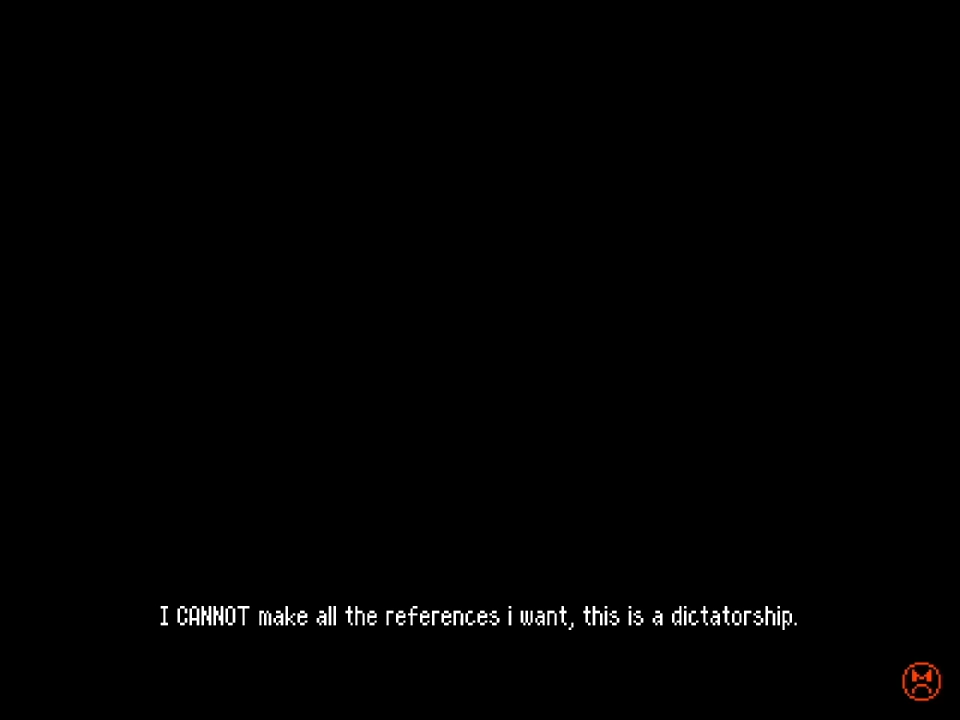 I CANNOT make all the references i want, this is a dictatorship.